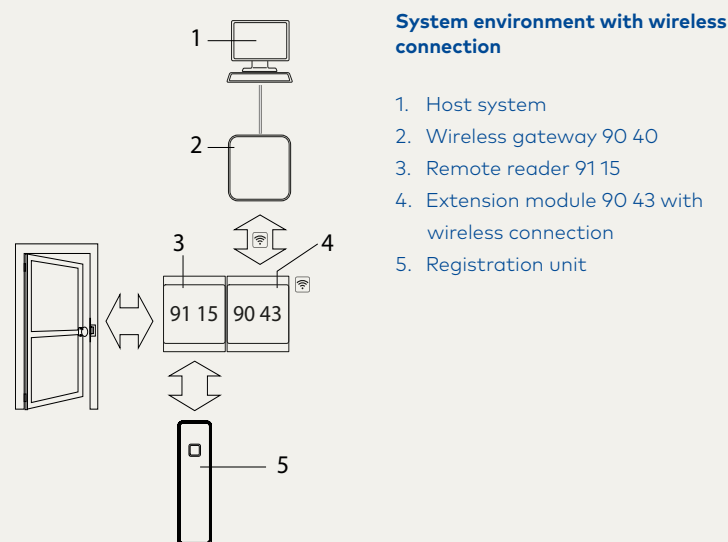 System environment with wireless
connection
1. Host system
2. Wireless gateway 90 40
3. Remote reader 91 15
4. Extension module 90 43 with
wireless connection
5. Registration unit
1
2
3
4
91 15
90 43
5